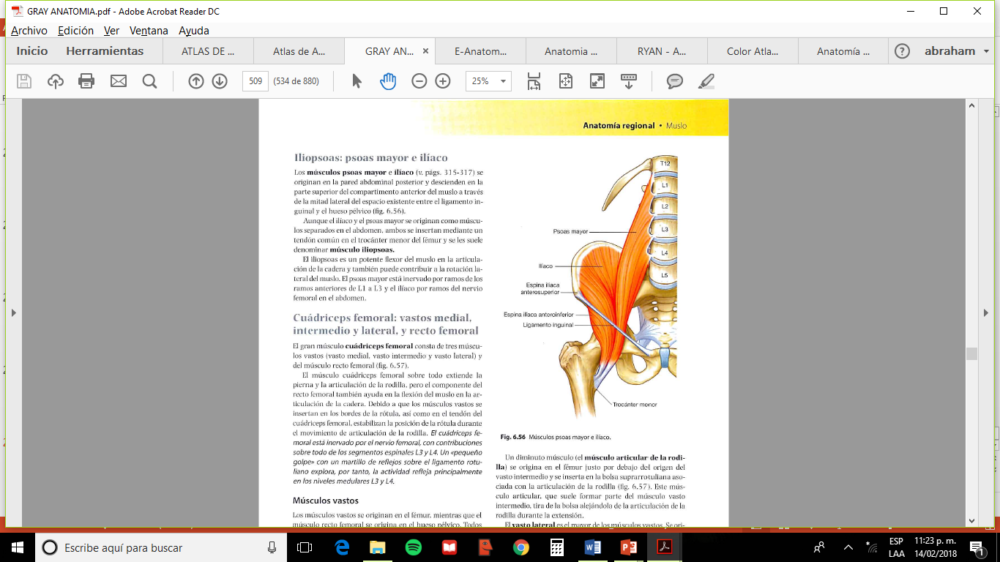 GRAY ANATOMIA.pdf - Adobe Acrobat Reader DC
Archivo Edición Ver Ventana Ayuda
Inicio Herramientas ATLAS DE ... Atlas de A... GRAY AN... E-Anatom... Anatomia ... RYAN - A... Color Atla... Anatomía ... abraham
509 (534 de 880) 25%
Anatomía regional • Muslo
Iliopsoas: psoas mayor e ilíaco
Los músculos psoas mayor e ilíaco (v. págs. 315-317) se
originan en la pared abdominal posterior y descienden en la
parte superior del compartimento anterior del muslo a través
de la mitad lateral del espacio existente entre el ligamento in-
guinal y el hueso pélvico (fig. 6.56).
Aunque el ilíaco y el psoas mayor se originan como múscu-
los separados en el abdomen, ambos se insertan mediante un
tendón común en el trocánter menor del fémur y se les suele
denominar músculo iliopsoas.
El iliopsoas es un potente flexor del muslo en la articula-
ción de la cadera y también puede contribuir a la rotación la-
teral del muslo. El psoas mayor está inervado por ramos de los
ramos anteriores de L1 a L3 y el ilíaco por ramos del nervio
femoral en el abdomen.
Cuádriceps femoral: vastos medial,
intermedio y lateral, y recto femoral
El gran músculo cuádriceps femoral consta de tres múscu-
los vastos (vasto medial, vasto intermedio y vasto lateral) y
del músculo recto femoral (fig. 6.57).
El músculo cuádriceps femoral sobre todo extiende la
pierna y la articulación de la rodilla, pero el componente del
recto femoral también ayuda en la flexión del muslo en la ar-
ticulación de la cadera. Debido a que los músculos vastos se
insertan en los bordes de la rótula, así como en el tendón del
cuádriceps femoral, estabilizan la posición de la rótula durante
el movimiento de articulación de la rodilla. El cuádriceps fe-
moral está inervado por el nervio femoral, con contribuciones
sobre todo de los segmentos espinales L3 y L4. Un «pequeño
golpe» con un martillo de reflejos sobre el ligamento rotu-
liano explora, por tanto, la actividad refleja principalmente
en los niveles medulares L3 y L4.
Músculos vastos
Los músculos vastos se originan en el fémur, mientras que el
músculo recto femoral se origina en el hueso pélvico. Todos
T12
L1
L2
L3
L4
L5
Psoas mayor
Ilíaco
Espina ilíaca
anterosuperior
Espina ilíaca anteroinferior
Ligamento inguinal
Trocánter menor
Fig. 6.56 Músculos psoas mayor e ilíaco.
Un diminuto músculo (el músculo articular de la rodi-
lla) se origina en el fémur justo por debajo del origen del
vasto intermedio y se inserta en la bolsa suprarrotuliana aso-
ciada con la articulación de la rodilla (fig. 6.57). Este mús-
culo articular, que suele formar parte del músculo vasto
intermedio, tira de la bolsa alejándola de la articulación de la
rodilla durante la extensión.
El vasto lateral es el mayor de los músculos vastos. Se ori-
Escribe aquí para buscar
ESP 11:23 p. m.
LAA 14/02/2018